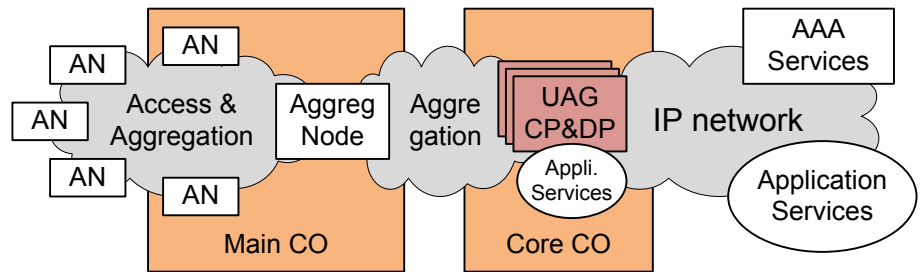 AN
AN
AN
AN
AN
Access &
Aggregation
Aggreg
Node
Main CO
Aggre
gation
UAG
CP&DP
Appli.
Services
Core CO
IP network
AAA
Services
Application
Services